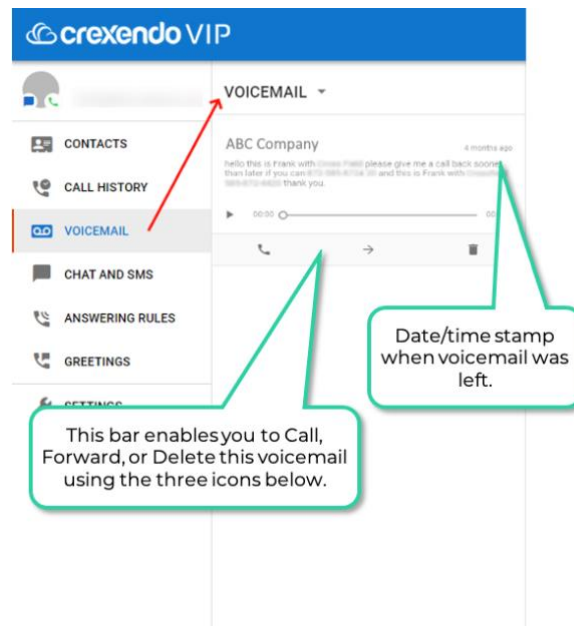 crexendo VIP
VOICEMAIL
CONTACTS
CALL HISTORY
VOICEMAIL
CHAT AND SMS
ANSWERING RULES
GREETINGS
SETTINGS
ABC Company
4 months ago
hello this is Frank with please give me a call back sooner
than later if you can and this is Frank with
thank you.
00:00
00
Date/time stamp
when voicemail was
left.
This bar enables you to Call,
Forward, or Delete this voicemail
using the three icons below.